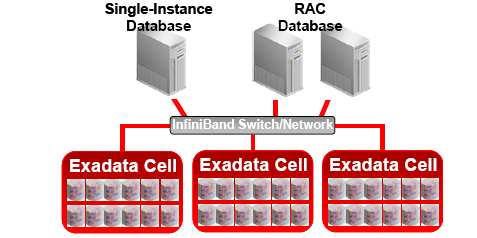 Single-Instance
Database
RAC
Database
InfiniBand Switch/Network
Exadata Cell
Exadata Cell
Exadata Cell